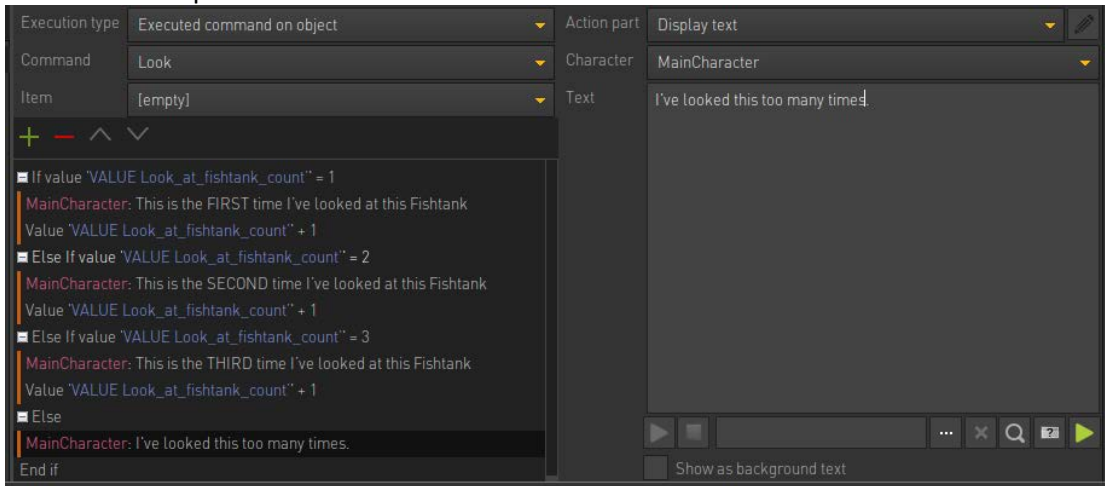 Execution type Executed command on object Action part Display text
Command Look Character MainCharacter
Item [empty] Text I've looked this too many times.
If value 'VALUE Look_at_fishtank_count'' = 1
MainCharacter: This is the FIRST time I've looked at this Fishtank
Value 'VALUE Look_at_fishtank_count'' + 1
Else If value 'VALUE Look_at_fishtank_count'' = 2
MainCharacter: This is the SECOND time I've looked at this Fishtank
Value 'VALUE Look_at_fishtank_count'' + 1
Else If value 'VALUE Look_at_fishtank_count'' = 3
MainCharacter: This is the THIRD time I've looked at this Fishtank
Value 'VALUE Look_at_fishtank_count'' + 1
Else
MainCharacter: I've looked this too many times.
End if
...
Show as background text